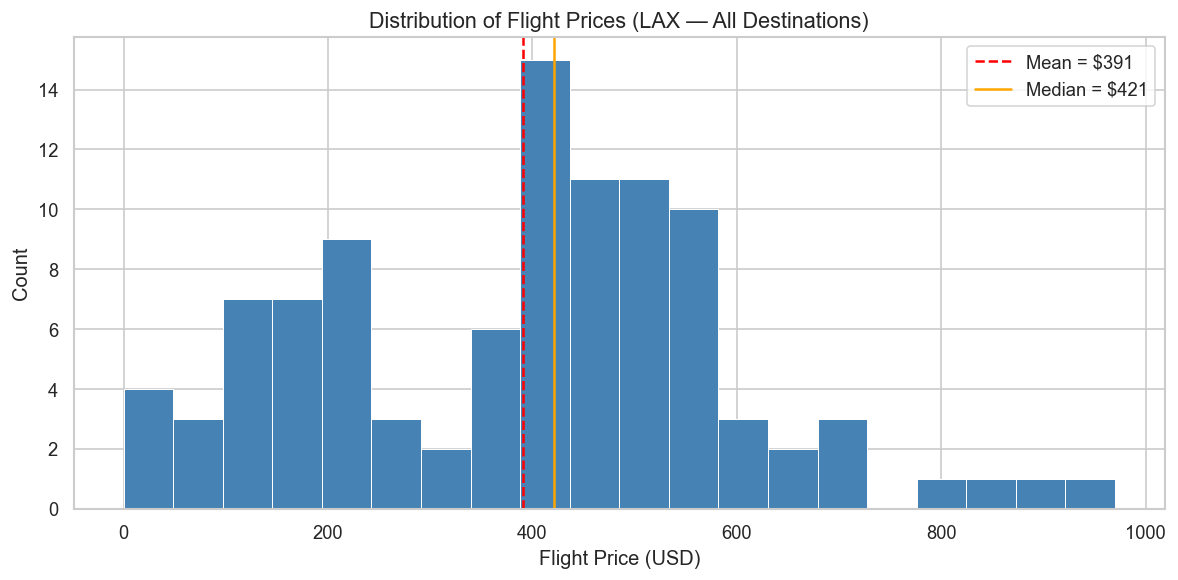 Distribution of Flight Prices (LAX — All Destinations)
Mean = $391
Median = $421
Count
14
12
10
8
6
4
2
0
0 200 400 600 800 1000
Flight Price (USD)